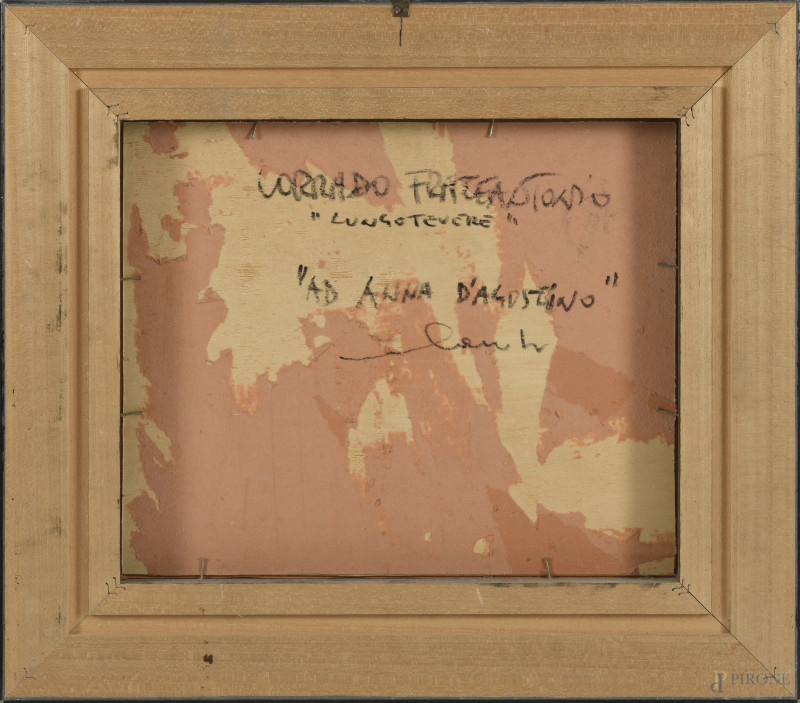 CORRADO FRATEANTONIO
"LUNGOTEVERE"
"AD ANNA D'AGOSTINO"
PIRONE